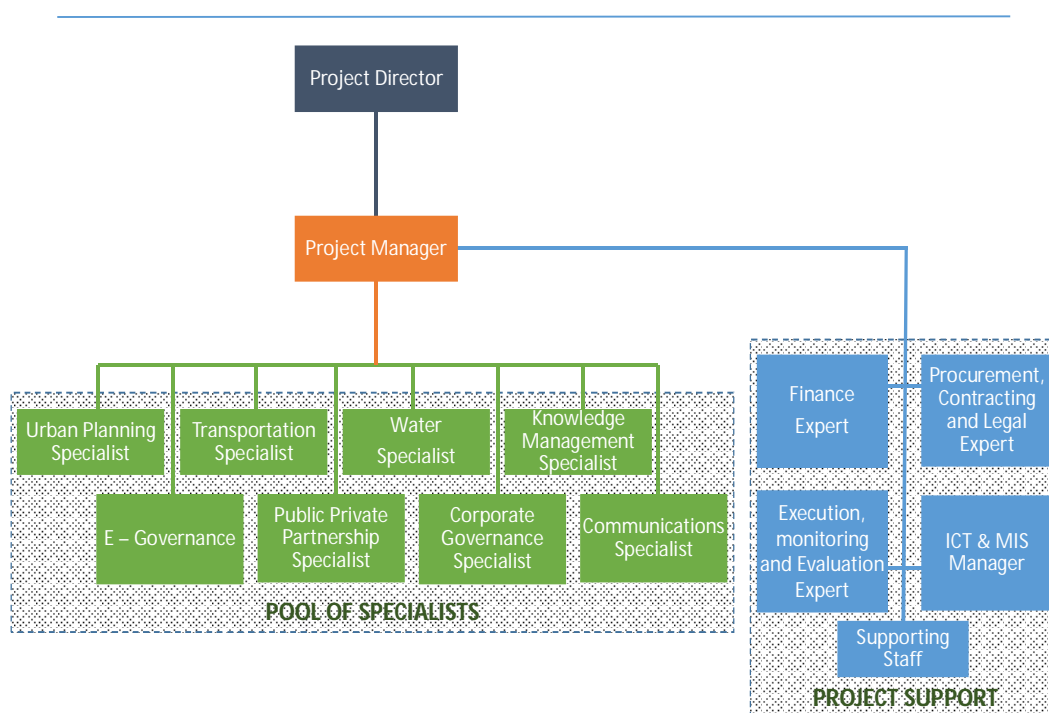 Project Director
Project Manager
Urban Planning
Specialist
Transportation
Specialist
Water
Specialist
Knowledge
Management
Specialist
E – Governance
Public Private
Partnership
Specialist
Corporate
Governance
Specialist
Communications
Specialist
POOL OF SPECIALISTS
Finance
Expert
Procurement,
Contracting
and Legal
Expert
Execution,
monitoring
and Evaluation
Expert
ICT & MIS
Manager
Supporting
Staff
PROJECT SUPPORT